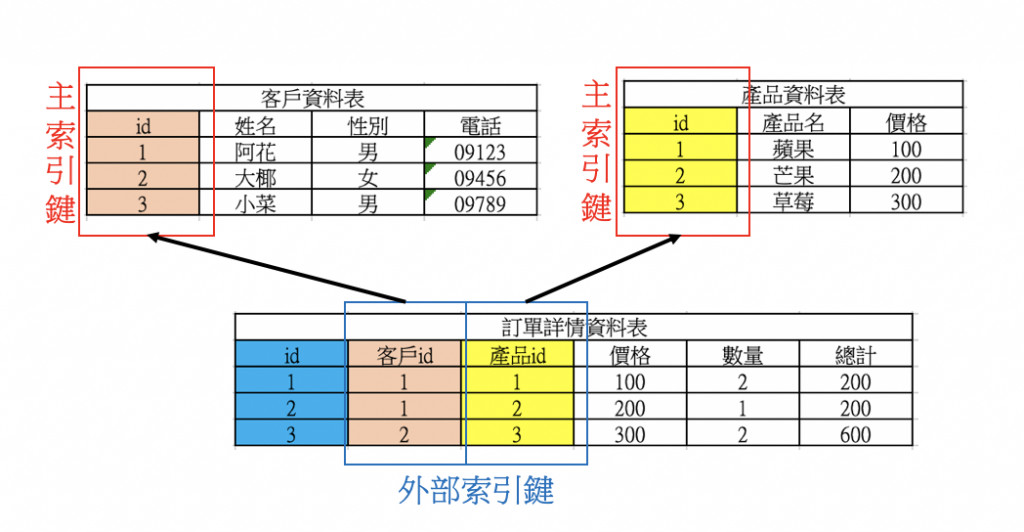 主索引鍵
客戶資料表
id 姓名 性別 電話
1 阿花 男 09123
2 大椰 女 09456
3 小菜 男 09789
主索引鍵
產品資料表
id 產品名 價格
1 蘋果 100
2 芒果 200
3 草莓 300
訂單詳情資料表
id 客戶id 產品id 價格 數量 總計
1 1 1 100 2 200
2 1 2 200 1 200
3 2 3 300 2 600
外部索引鍵